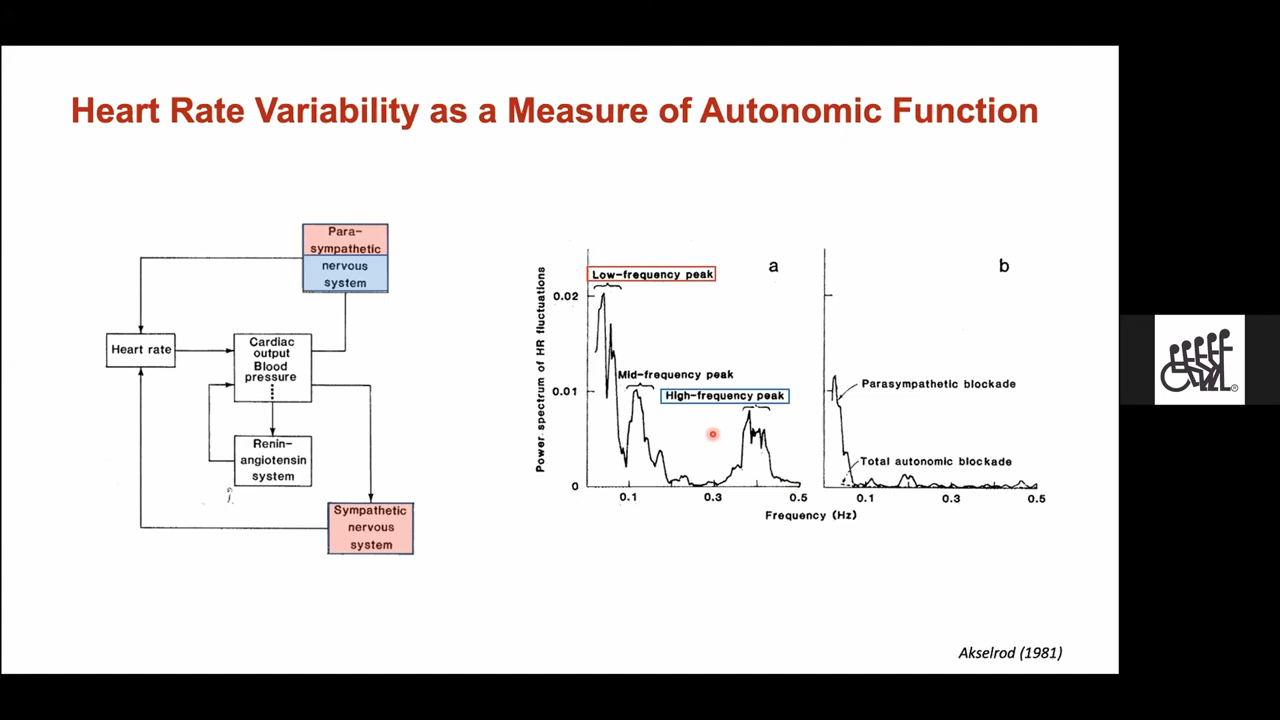 Heart Rate Variability as a Measure of Autonomic Function
Para-
sympathetic
nervous
system
Heart rate
Cardiac
output
Blood
pressure
Renin-
angiotensin
system
Sympathetic
nervous
system
Power spectrum of HR fluctuations
0.02
0.01
0
Low-frequency peak
Mid-frequency peak
High-frequency peak
a
0.1
0.3
0.5
b
Parasympathetic blockade
Total autonomic blockade
0.1
0.3
0.5
Frequency (Hz)
Akselrod (1981)
®